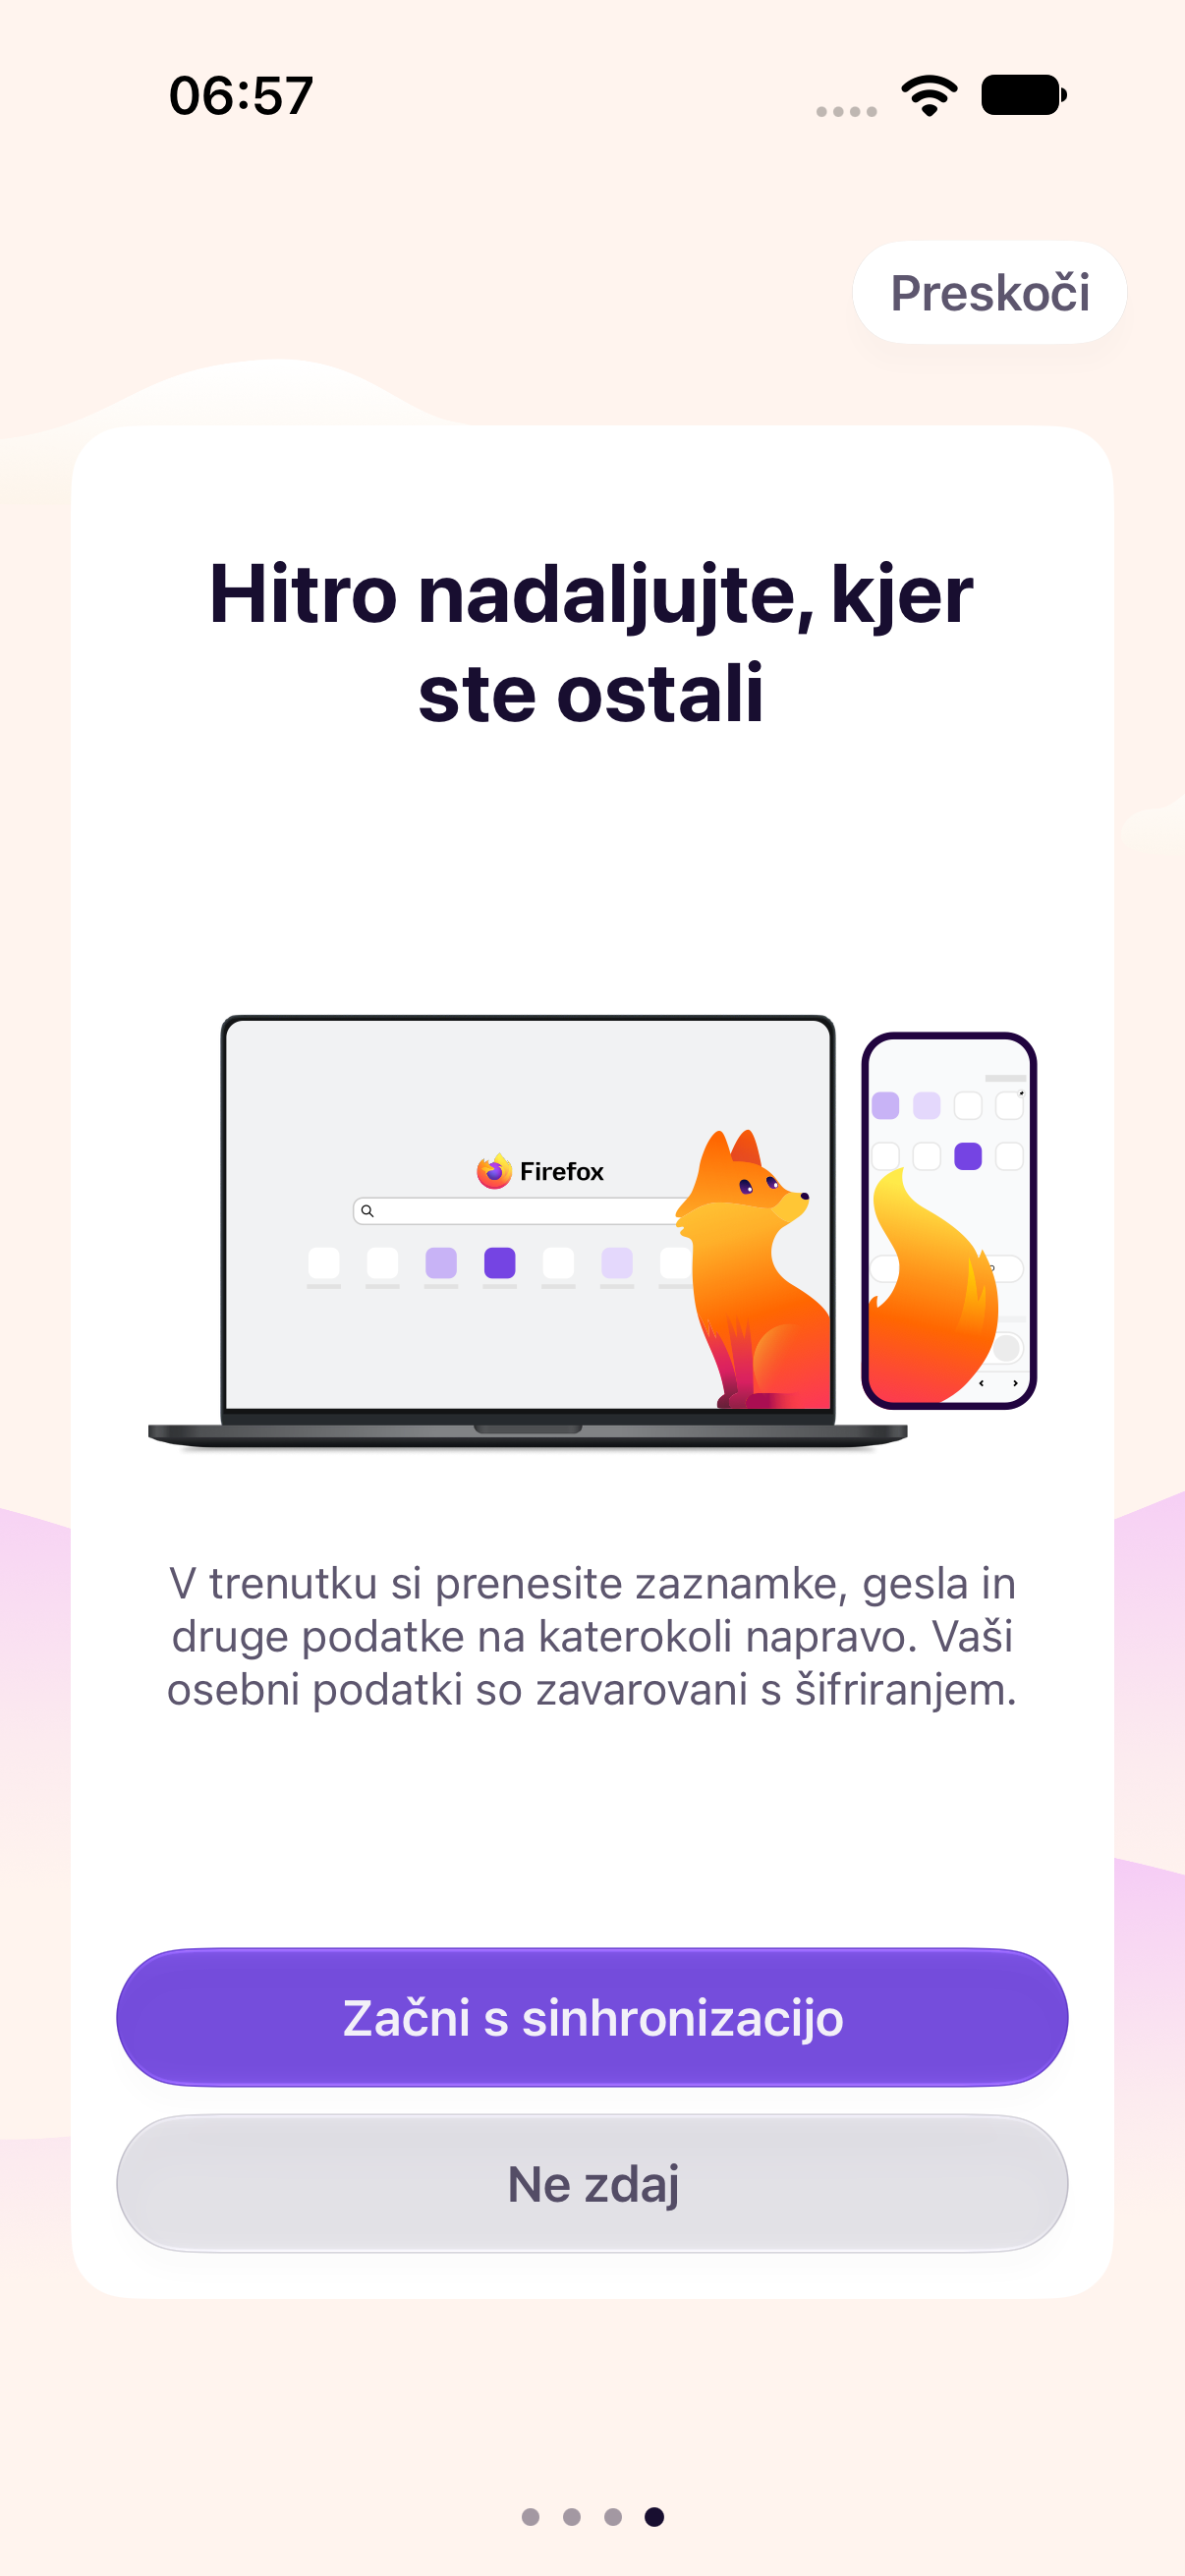 06:57
Preskoči
Hitro nadaljujte, kjer
ste ostali
Firefox
V trenutku si prenesite zaznamke, gesla in
druge podatke na katerokoli napravo. Vaši
osebni podatki so zavarovani s šifriranjem.
Začni s sinhronizacijo
Ne zdaj